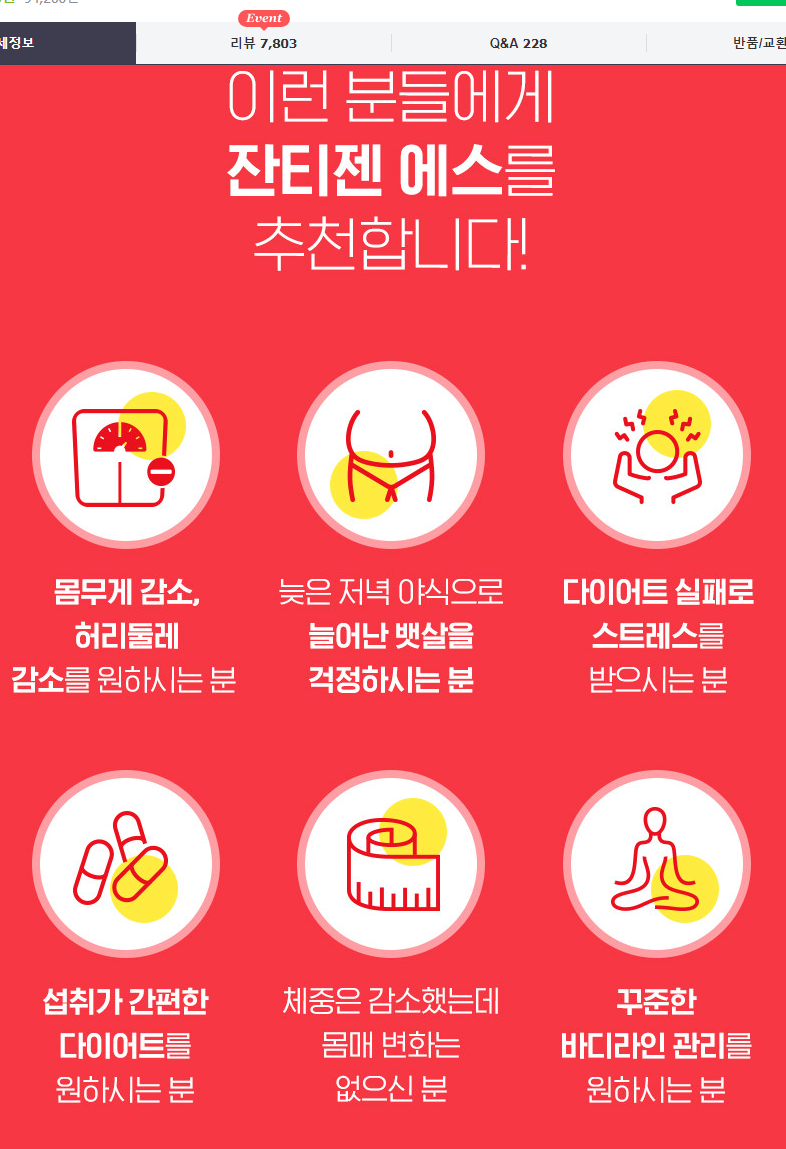 Event
세정보
리뷰 7,803
Q&A 228
반품/교환
이런 분들에게
잔티젠 에스를
추천합니다!
몸무게 감소,
허리둘레
감소를 원하시는 분
늦은 저녁 야식으로
늘어난 뱃살을
걱정하시는 분
다이어트 실패로
스트레스를
받으시는 분
섭취가 간편한
다이어트를
원하시는 분
체중은 감소했는데
몸매 변화는
없으신 분
꾸준한
바디라인 관리를
원하시는 분